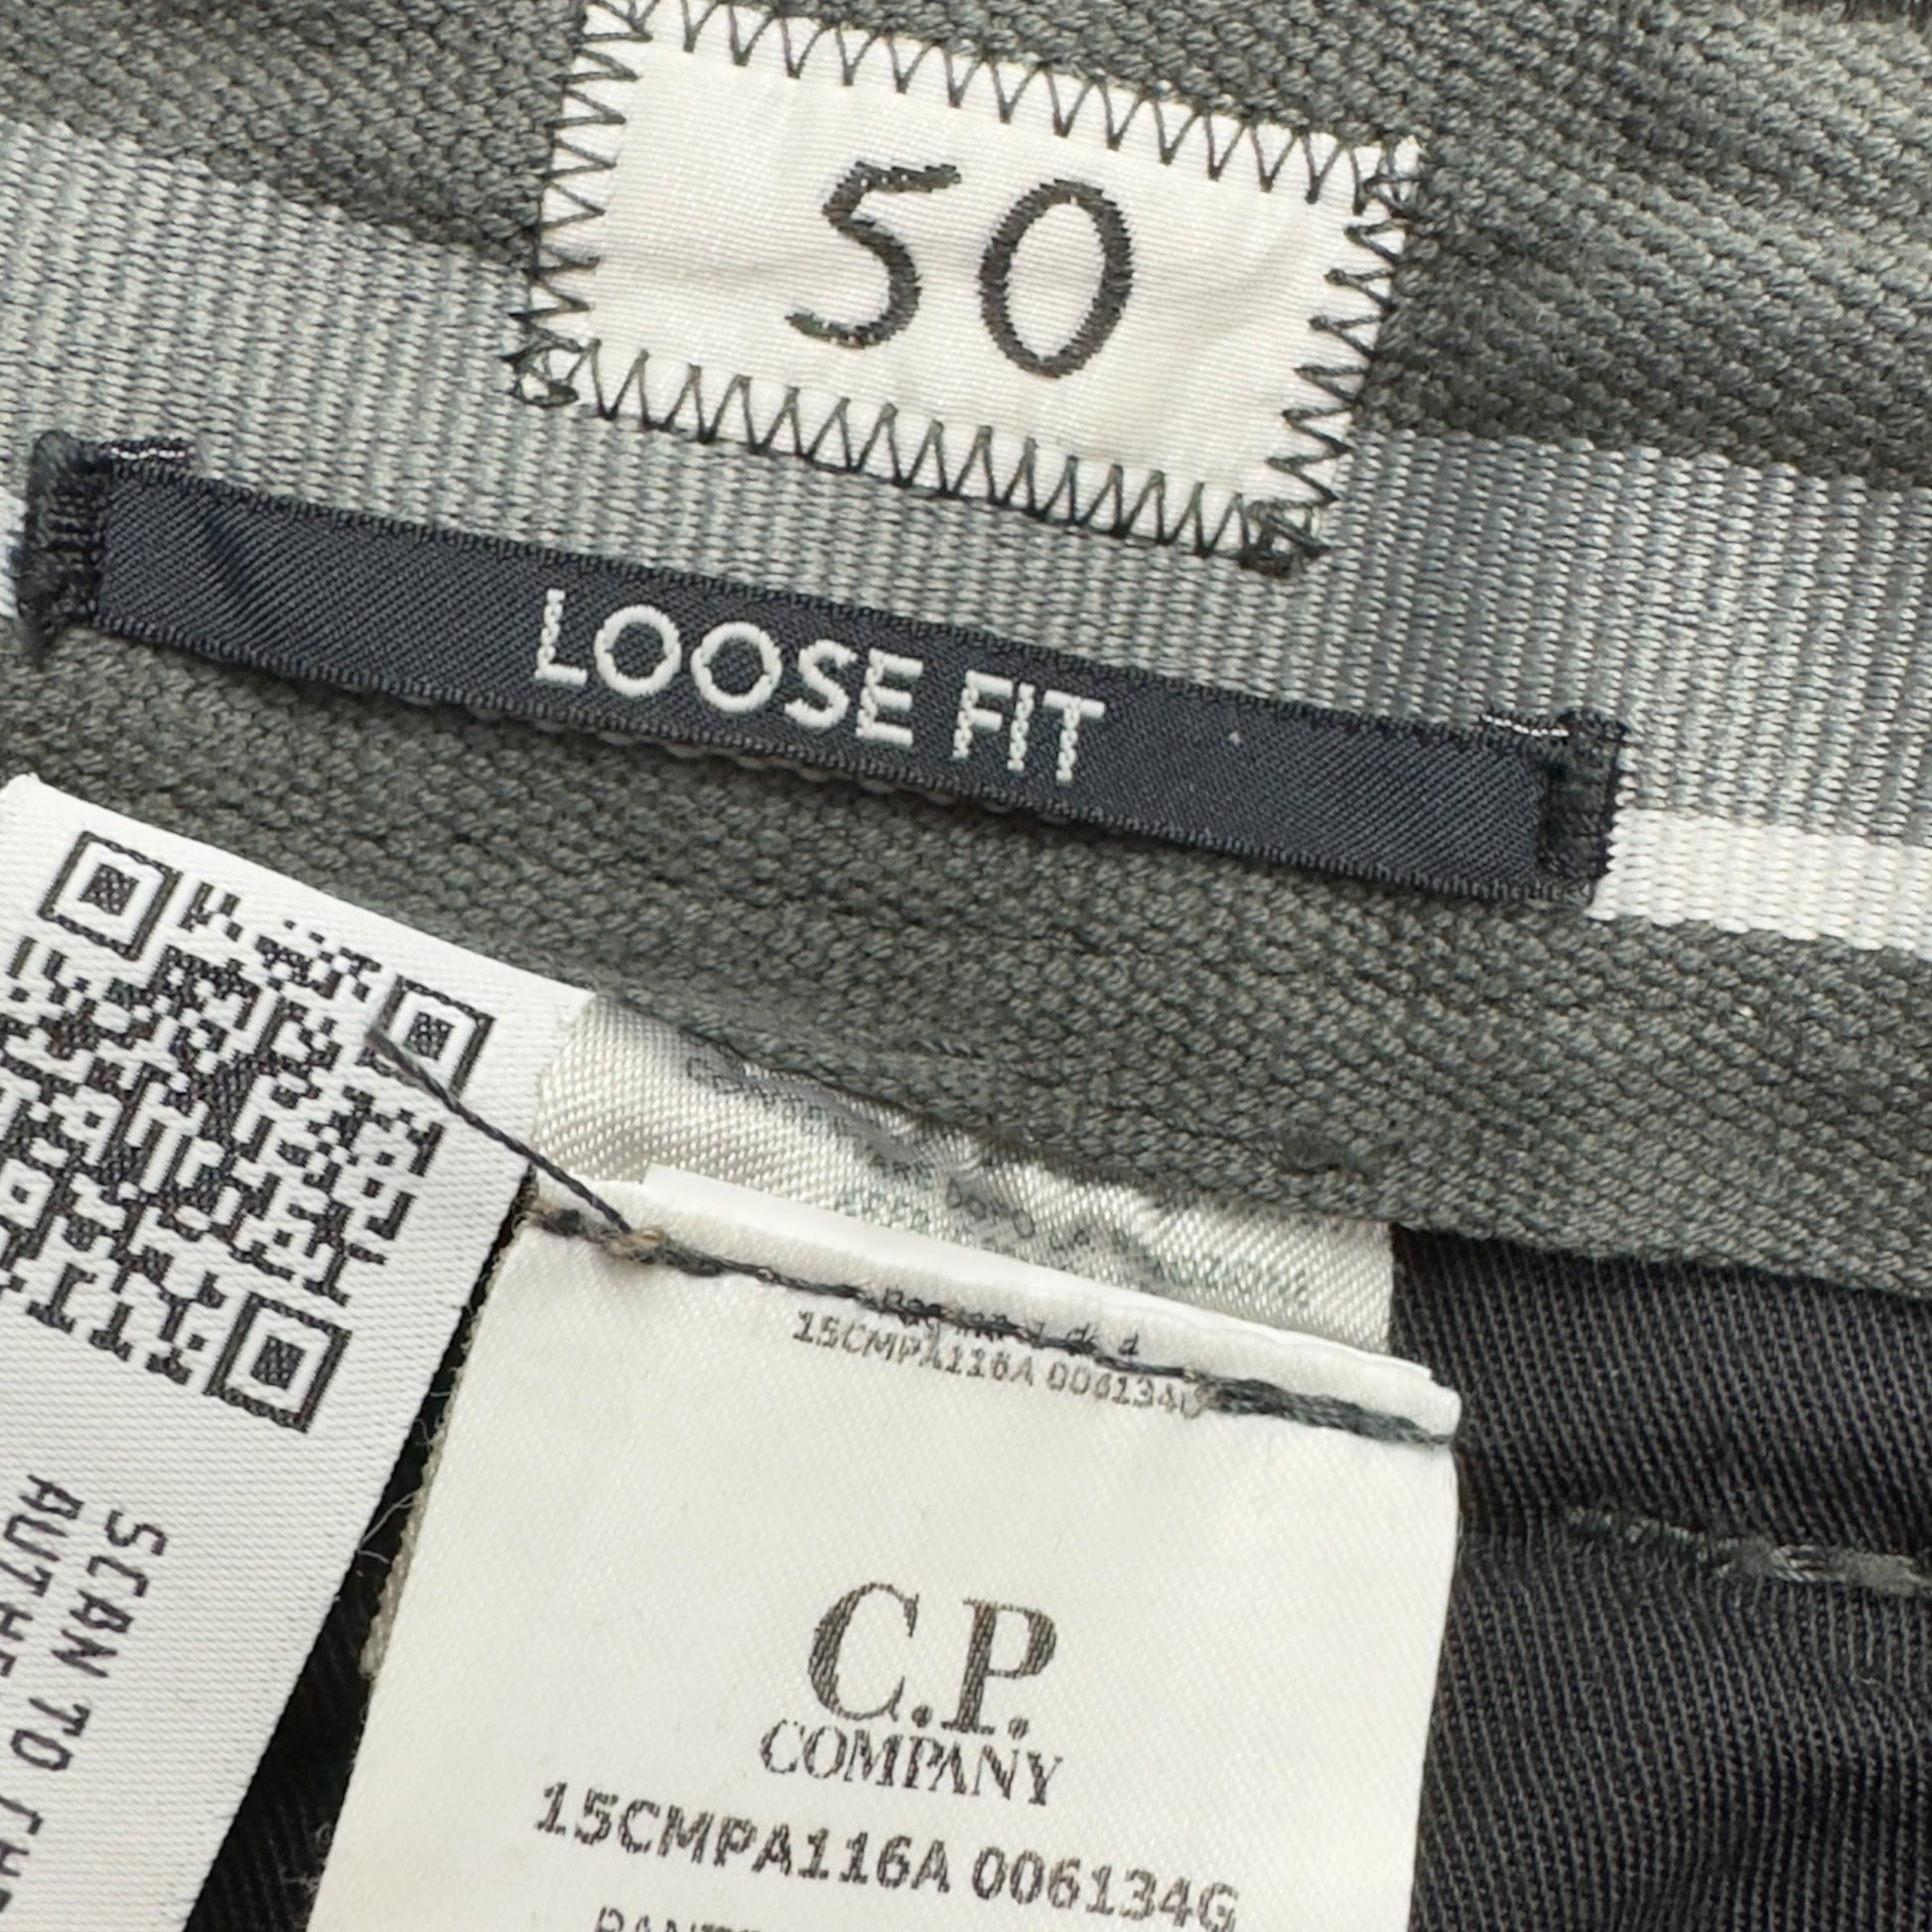 50
LOOSE FIT
15CMPA116A 006134G
C.P.
COMPANY
15CMPA116A 006134G
SCAN TO